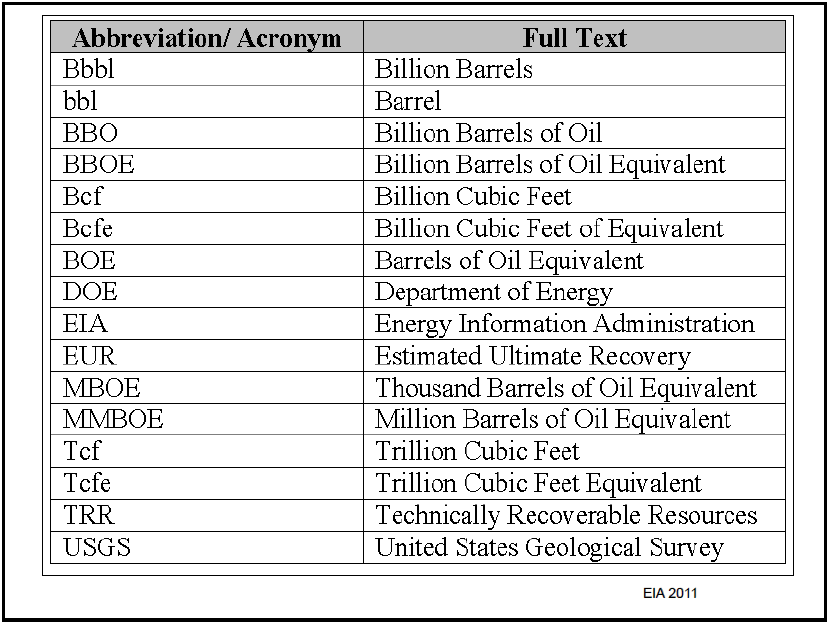 Abbreviation/ Acronym Full Text
Bbbl Billion Barrels
bbl Barrel
BBO Billion Barrels of Oil
BBOE Billion Barrels of Oil Equivalent
Bcf Billion Cubic Feet
Bcfe Billion Cubic Feet of Equivalent
BOE Barrels of Oil Equivalent
DOE Department of Energy
EIA Energy Information Administration
EUR Estimated Ultimate Recovery
MBOE Thousand Barrels of Oil Equivalent
MMBOE Million Barrels of Oil Equivalent
Tcf Trillion Cubic Feet
Tcfe Trillion Cubic Feet Equivalent
TRR Technically Recoverable Resources
USGS United States Geological Survey
EIA 2011